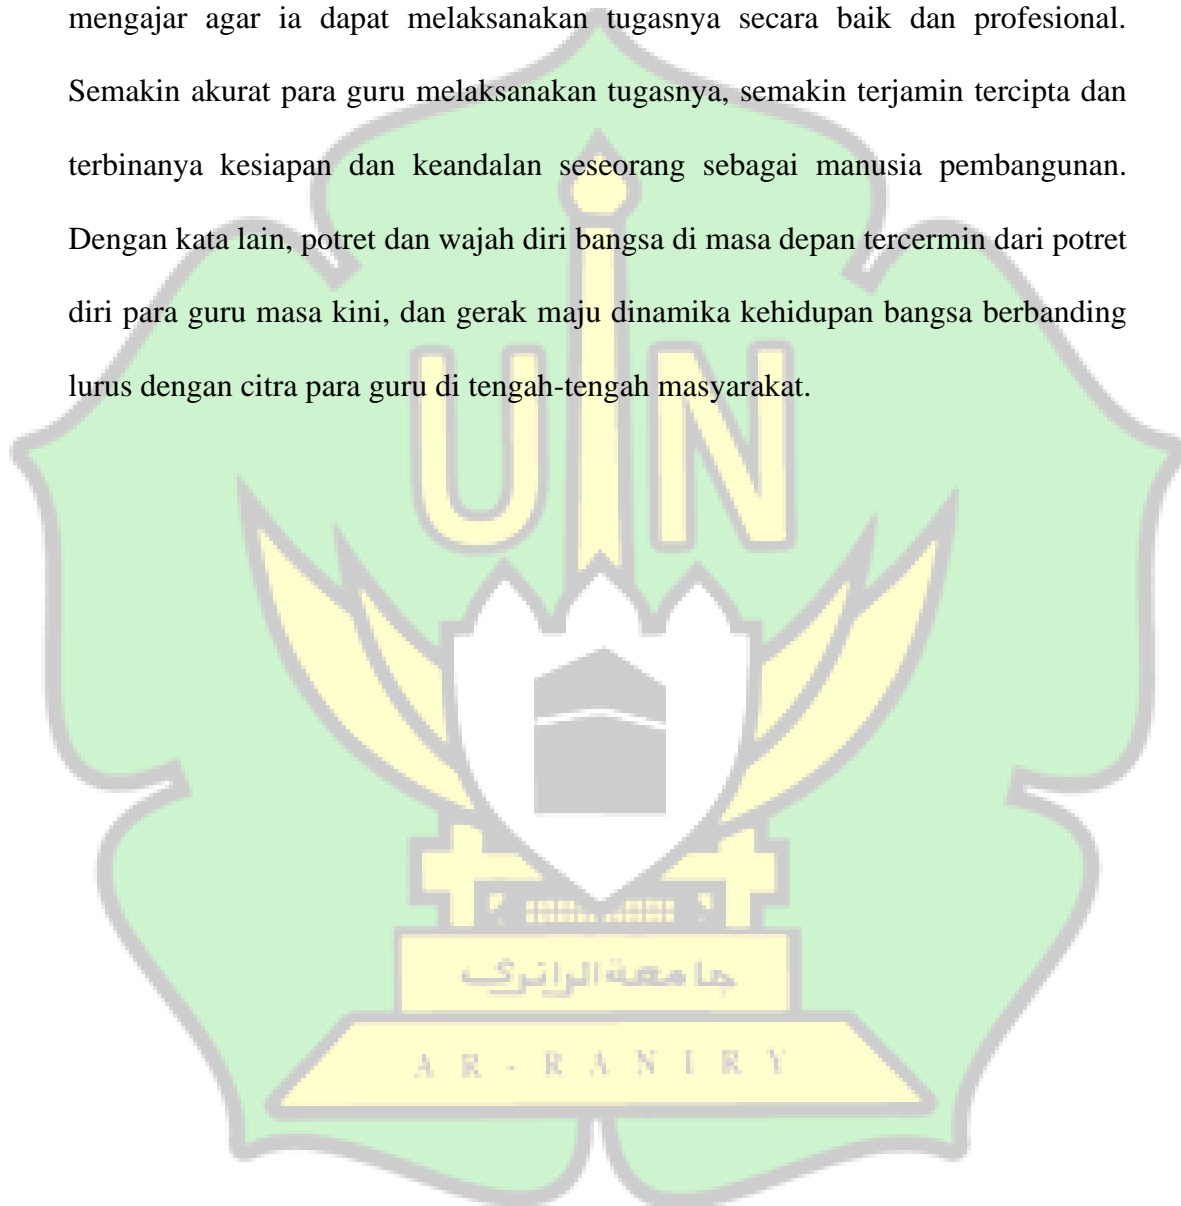 mengajar agar ia dapat melaksanakan tugasnya secara baik dan profesional.
Semakin akurat para guru melaksanakan tugasnya, semakin terjamin tercipta dan
terbinanya kesiapan dan keandalan seseorang sebagai manusia pembangunan.
Dengan kata lain, potret dan wajah diri bangsa di masa depan tercermin dari potret
diri para guru masa kini, dan gerak maju dinamika kehidupan bangsa berbanding
lurus dengan citra para guru di tengah-tengah masyarakat.
UIN
جامعة الرانري
AR-RANIRY